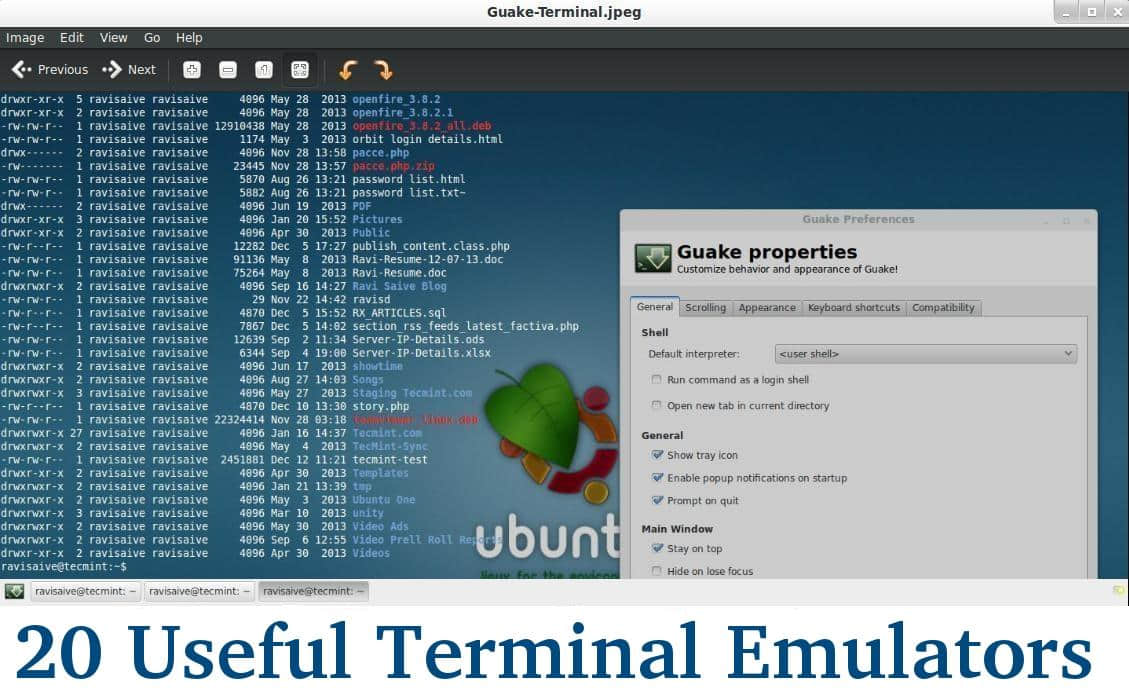 Guake-Terminal.jpeg
Image Edit View Go Help
Previous Next
drwxr-xr-x 5 ravisaive ravisaive 4096 May 28 2013 openfire_3.8.2
drwxr-xr-x 2 ravisaive ravisaive 4096 May 28 2013 openfire_3.8.2.1
-rw-rw-r-- 1 ravisaive ravisaive 12910438 May 28 2013 openfire_3.8.2_all.deb
-rw-rw-r-- 1 ravisaive ravisaive 1174 May 3 2013 orbit login details.html
drwx------ 2 ravisaive ravisaive 4096 Nov 28 13:58 pacce.php
-rw------- 1 ravisaive ravisaive 23445 Nov 28 13:57 pacce.php.zip
-rw-rw-r-- 1 ravisaive ravisaive 5870 Aug 26 13:21 password list.html
-rw-rw-r-- 1 ravisaive ravisaive 5882 Aug 26 13:21 password list.txt~
drwx------ 2 ravisaive ravisaive 4096 Jun 19 2013 PDF
drwxr-xr-x 3 ravisaive ravisaive 4096 Jan 20 15:52 Pictures
drwxr-xr-x 2 ravisaive ravisaive 4096 Apr 30 2013 Public
-rw-r--r-- 1 ravisaive ravisaive 12282 Dec 5 17:27 publish_content.class.php
-rw-rw-r-- 1 ravisaive ravisaive 91136 May 8 2013 Ravi-Resume-12-07-13.doc
-rw-rw-r-- 1 ravisaive ravisaive 75264 May 8 2013 Ravi-Resume.doc
drwxrwxr-x 2 ravisaive ravisaive 4096 Sep 16 14:27 Ravi Saive Blog
-rw-rw-r-- 1 ravisaive ravisaive 29 Nov 22 14:42 ravisd
-rw-rw-r-- 1 ravisaive ravisaive 4870 Dec 5 15:52 RX_ARTICLES.sql
-rw-r--r-- 1 ravisaive ravisaive 7867 Dec 5 14:02 section_rss_feeds_latest_factiva.php
-rw-rw-r-- 1 ravisaive ravisaive 12639 Sep 2 11:34 Server-IP-Details.ods
-rw-rw-r-- 1 ravisaive ravisaive 6344 Sep 4 19:00 Server-IP-Details.xlsx
drwxrwxr-x 2 ravisaive ravisaive 4096 Jun 17 2013 showtime
drwxrwxr-x 2 ravisaive ravisaive 4096 Aug 27 14:03 Songs
drwxrwxr-x 3 ravisaive ravisaive 4096 May 27 2013 Staging Tecmint.com
-rw-r--r-- 1 ravisaive ravisaive 4870 Dec 10 13:30 story.php
-rw-rw-r-- 1 ravisaive ravisaive 22324414 Nov 28 03:18
drwxrwxr-x 27 ravisaive ravisaive 4096 Jan 16 14:37 Tecmint.com
drwxrwxr-x 2 ravisaive ravisaive 4096 May 4 2013 TecMint-Sync
-rw-rw-r-- 1 ravisaive ravisaive 2451881 Dec 12 11:21 tecmint-test
drwxr-xr-x 2 ravisaive ravisaive 4096 Apr 30 2013 Templates
drwxrwxr-x 2 ravisaive ravisaive 4096 Jan 21 13:39 tmp
drwxrwxr-x 2 ravisaive ravisaive 4096 May 3 2013 Ubuntu One
drwxrwxr-x 3 ravisaive ravisaive 4096 Mar 10 2013 unity
drwxrwxr-x 2 ravisaive ravisaive 4096 May 30 2013 Video Ads
drwxrwxr-x 2 ravisaive ravisaive 4096 Sep 6 12:55 Video Prell Roll Reports
drwxr-xr-x 2 ravisaive ravisaive 4096 Apr 30 2013 Videos
ravisaive@tecmint:~$
ubunt
linux for the environ
Guake Preferences
Guake properties
Customize behavior and appearance of Guake!
General Scrolling Appearance Keyboard shortcuts Compatibility
Shell
Default interpreter: <user shell>
Run command as a login shell
Open new tab in current directory
General
Show tray icon
Enable popup notifications on startup
Prompt on quit
Main Window
Stay on top
Hide on lose focus
ravisaive@tecmint: ~ ravisaive@tecmint: ~ ravisaive@tecmint: ~
20 Useful Terminal Emulators